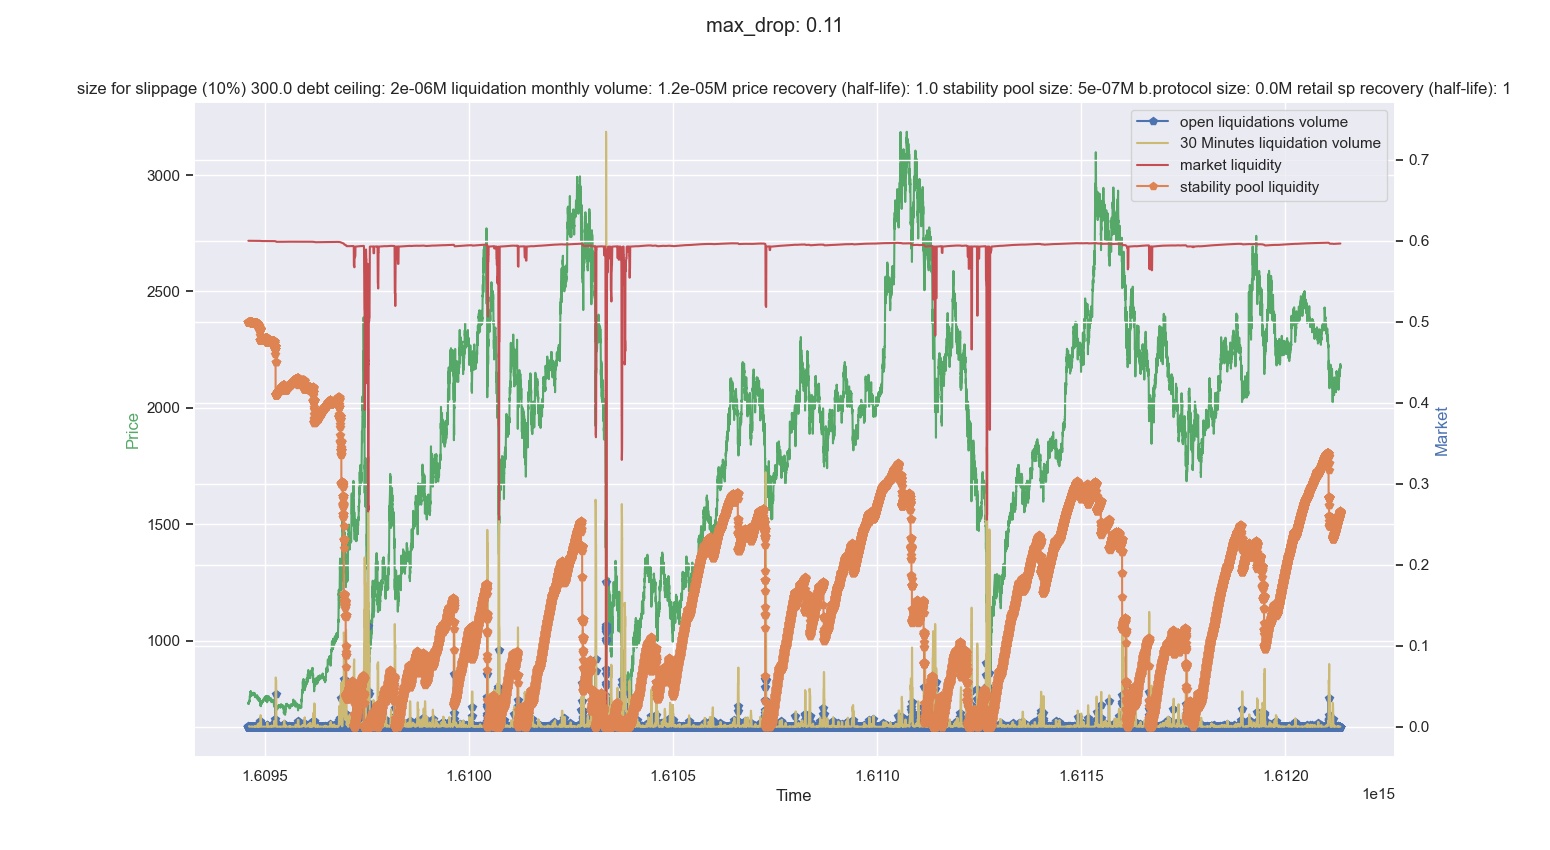 max_drop: 0.11
size for slippage (10%) 300.0 debt ceiling: 2e-06M liquidation monthly volume: 1.2e-05M price recovery (half-life): 1.0 stability pool size: 5e-07M b.protocol size: 0.0M retail sp recovery (half-life): 1
open liquidations volume
30 Minutes liquidation volume
market liquidity
stability pool liquidity
3000
2500
2000
1500
1000
Price
0.7
0.6
0.5
0.4
0.3
0.2
0.1
0.0
Market
1.6095 1.6100 1.6105 1.6110 1.6115 1.6120
Time
1e15